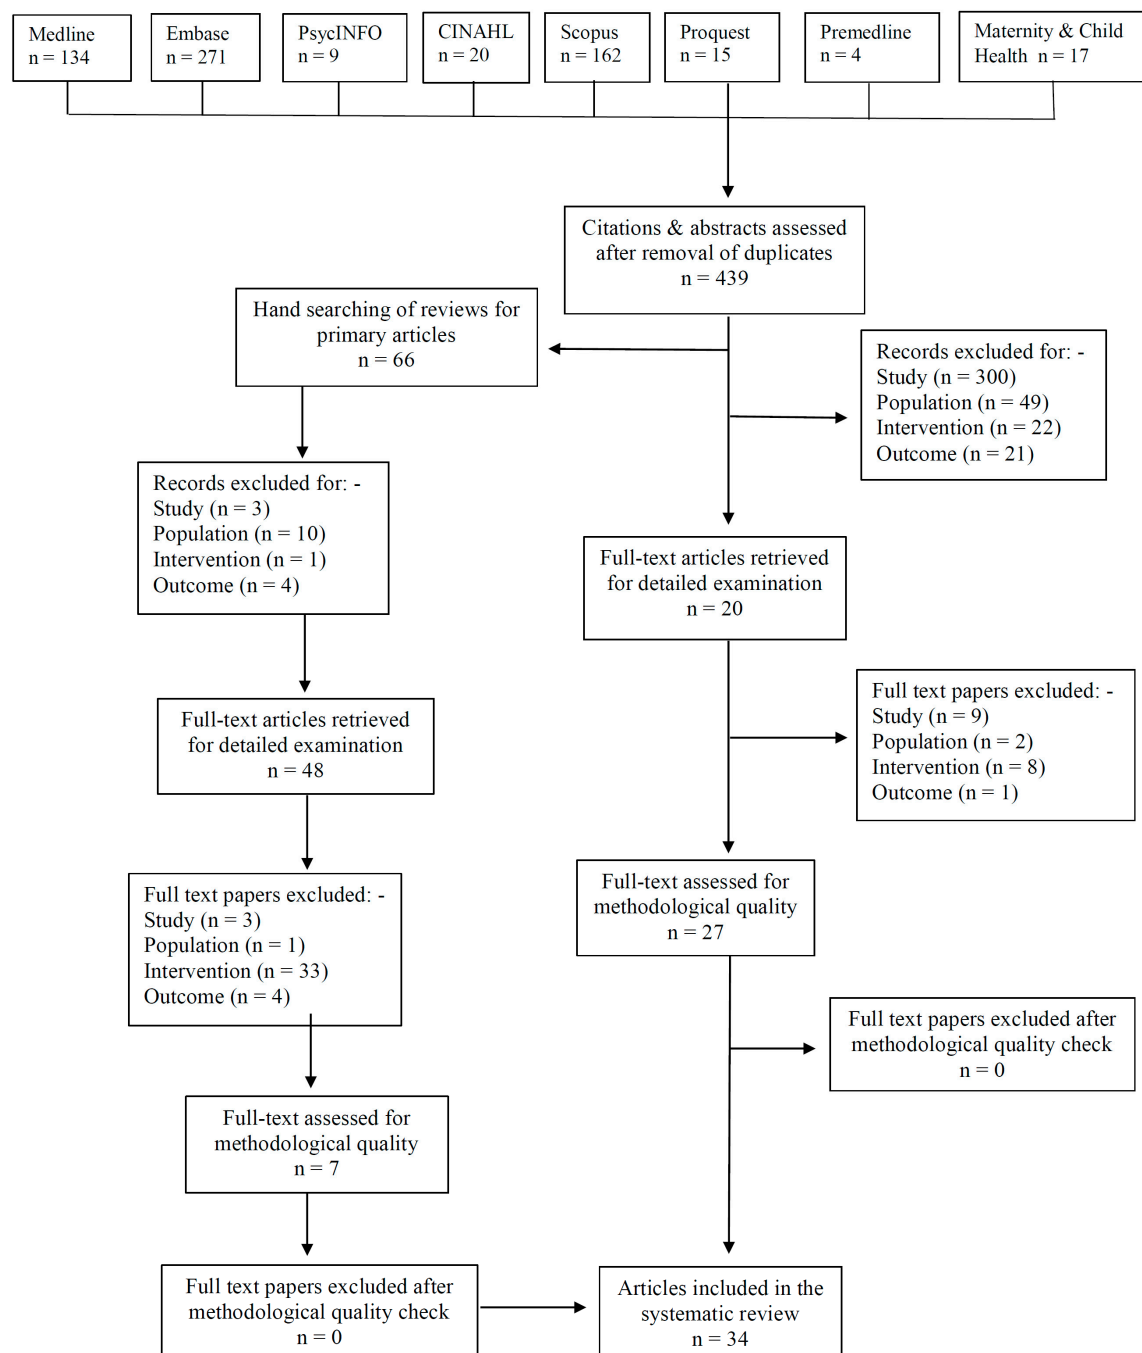 Medline
n = 134
Embase
n = 271
PsycINFO
n = 9
CINAHL
n = 20
Scopus
n = 162
Proquest
n = 15
Premedline
n = 4
Maternity & Child
Health n = 17
Citations & abstracts assessed
after removal of duplicates
n = 439
Hand searching of reviews for
primary articles
n = 66
Records excluded for: -
Study (n = 300)
Population (n = 49)
Intervention (n = 22)
Outcome (n = 21)
Records excluded for: -
Study (n = 3)
Population (n = 10)
Intervention (n = 1)
Outcome (n = 4)
Full-text articles retrieved
for detailed examination
n = 20
Full text papers excluded: -
Study (n = 9)
Population (n = 2)
Intervention (n = 8)
Outcome (n = 1)
Full-text articles retrieved
for detailed examination
n = 48
Full text papers excluded: -
Study (n = 3)
Population (n = 1)
Intervention (n = 33)
Outcome (n = 4)
Full-text assessed for
methodological quality
n = 27
Full text papers excluded after
methodological quality check
n = 0
Full-text assessed for
methodological quality
n = 7
Full text papers excluded after
methodological quality check
n = 0
Articles included in the
systematic review
n = 34